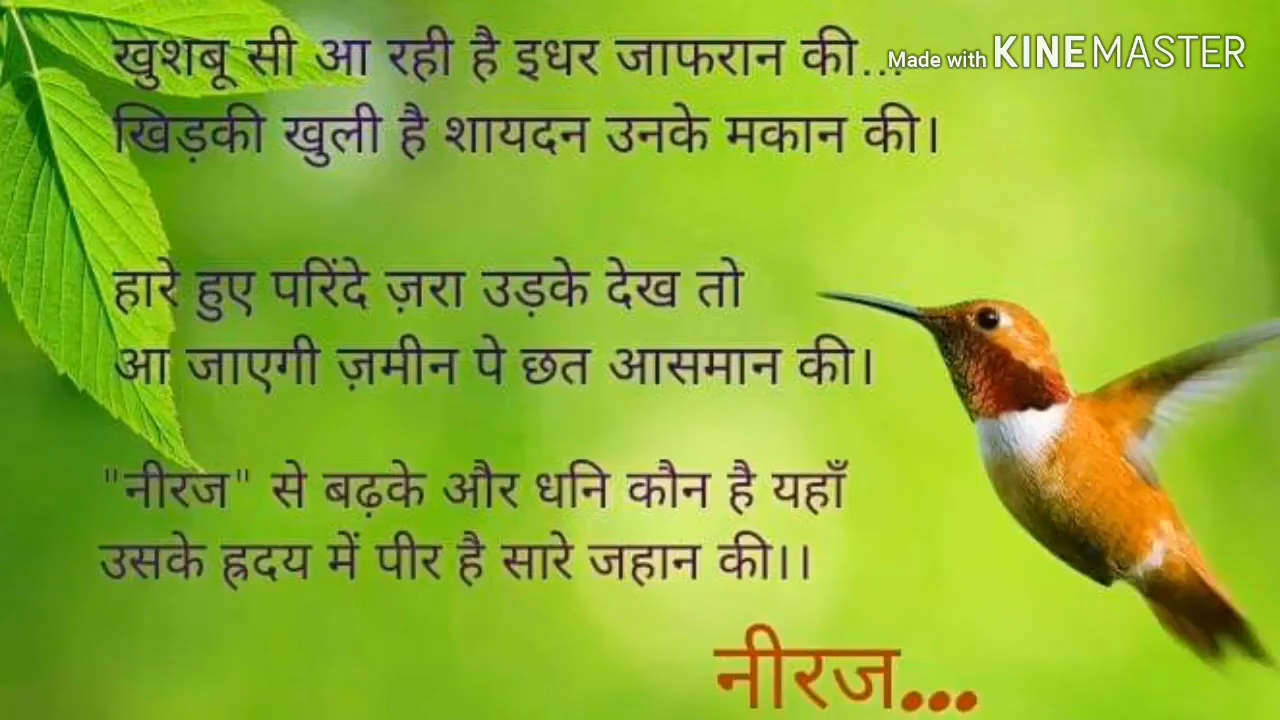 खुशबू सी आ रही है इधर जाफरान की...
Made with KINEMASTER
खिड़की खुली है शायदन उनके मकान की।
हारे हुए परिंदे ज़रा उड़के देख तो
आ जाएगी ज़मीन पे छत आसमान की।
"नीरज" से बढ़के और धनि कौन है यहाँ
उसके ह्रदय में पीर है सारे जहान की।।
नीरज...